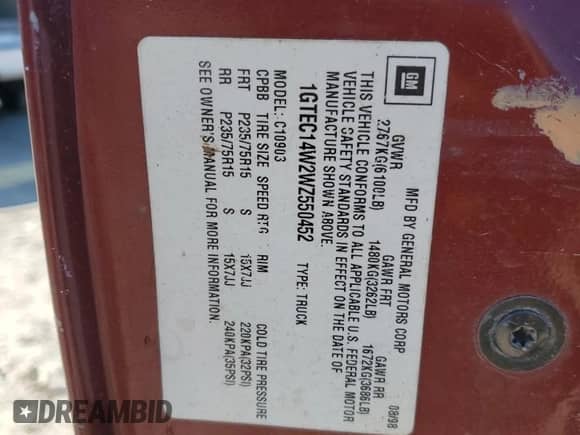 GM
MFD BY GENERAL MOTORS CORP 08/98
GVWR GAWR FRT GAWR RR
2767KG(6100LB) 1480KG(3262LB) 1672KG(3686LB)
THIS VEHICLE CONFORMS TO ALL APPLICABLE U.S. FEDERAL MOTOR
VEHICLE SAFETY STANDARDS IN EFFECT ON THE DATE OF
MANUFACTURE SHOWN ABOVE.
1GTEC14W2WZ550452 TYPE: TRUCK
MODEL: C10903
CPBB TIRE SIZE SPEED RTG RIM COLD TIRE PRESSURE
FRT P235/75R15 S 15X7JJ 220KPA(32PSI)
RR P235/75R15 S 15X7JJ 240KPA(35PSI)
SEE OWNER'S MANUAL FOR MORE INFORMATION.
DREAMBID